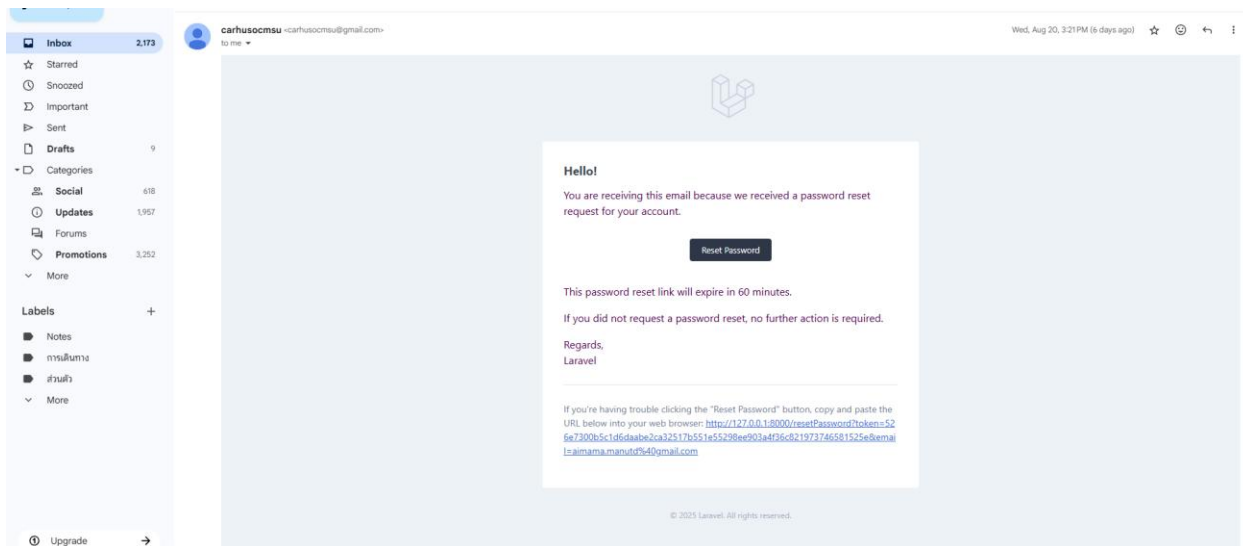 carhusocmsu <carhusocmsu@gmail.com>
to me
Wed, Aug 20, 3:21 PM (6 days ago)
Inbox 2,173
Starred
Snoozed
Important
Sent
Drafts 9
Categories
Social 618
Updates 1,957
Forums
Promotions 3,252
More
Labels +
Notes
การเดินทาง
ส่วนตัว
More
Upgrade
Hello!
You are receiving this email because we received a password reset
request for your account.
Reset Password
This password reset link will expire in 60 minutes.
If you did not request a password reset, no further action is required.
Regards,
Laravel
If you're having trouble clicking the "Reset Password" button, copy and paste the
URL below into your web browser: http://127.0.0.1:8000/resetPassword?token=52
6e7300b5c1d6daabe2ca32517b551e55298ee903a4f36c821973746581525e&emai
l=aimama.manutd%40gmail.com
© 2025 Laravel. All rights reserved.